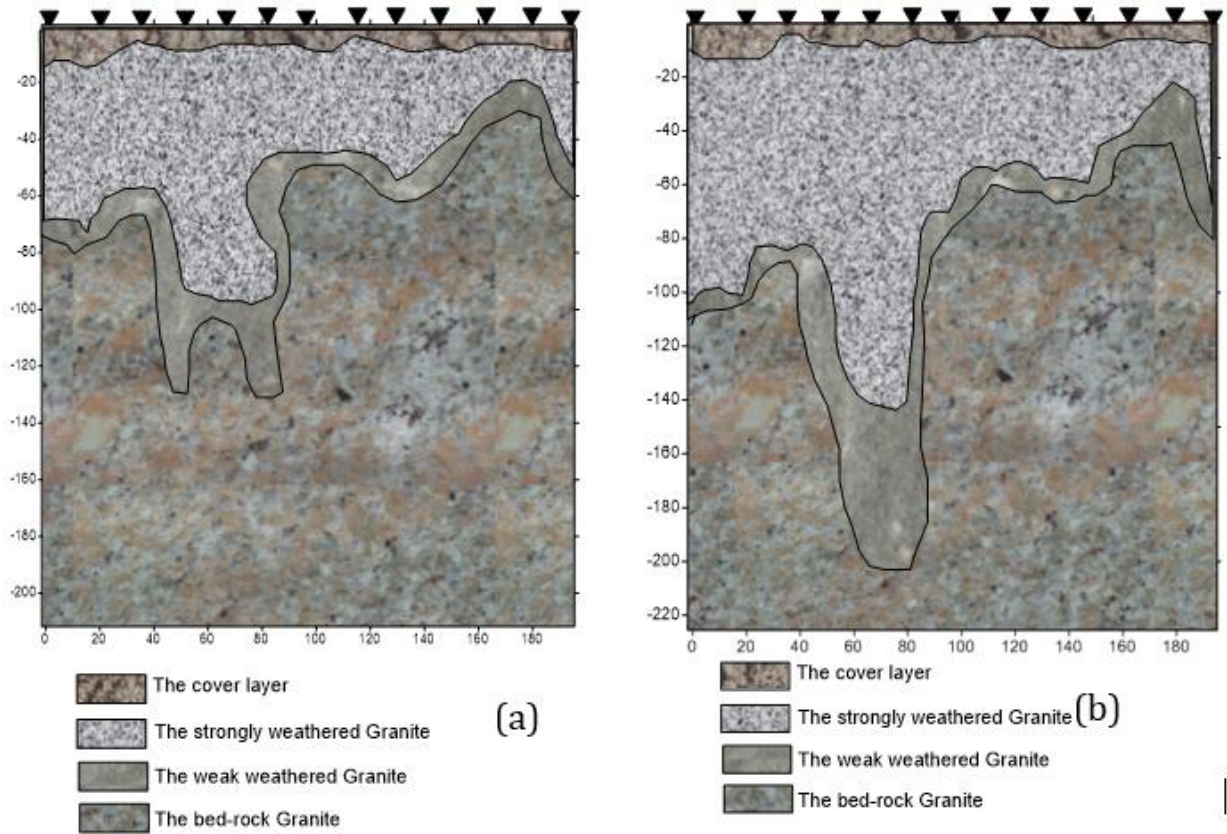 -20
-40
-60
-80
-100
-120
-140
-160
-180
-200
0 20 40 60 80 100 120 140 160 180
The cover layer
The strongly weathered Granite
The weak weathered Granite
The bed-rock Granite
(a)
-20
-40
-60
-80
-100
-120
-140
-160
-180
-200
-220
0 20 40 60 80 100 120 140 160 180
The cover layer
The strongly weathered Granite
The weak weathered Granite
The bed-rock Granite
(b)